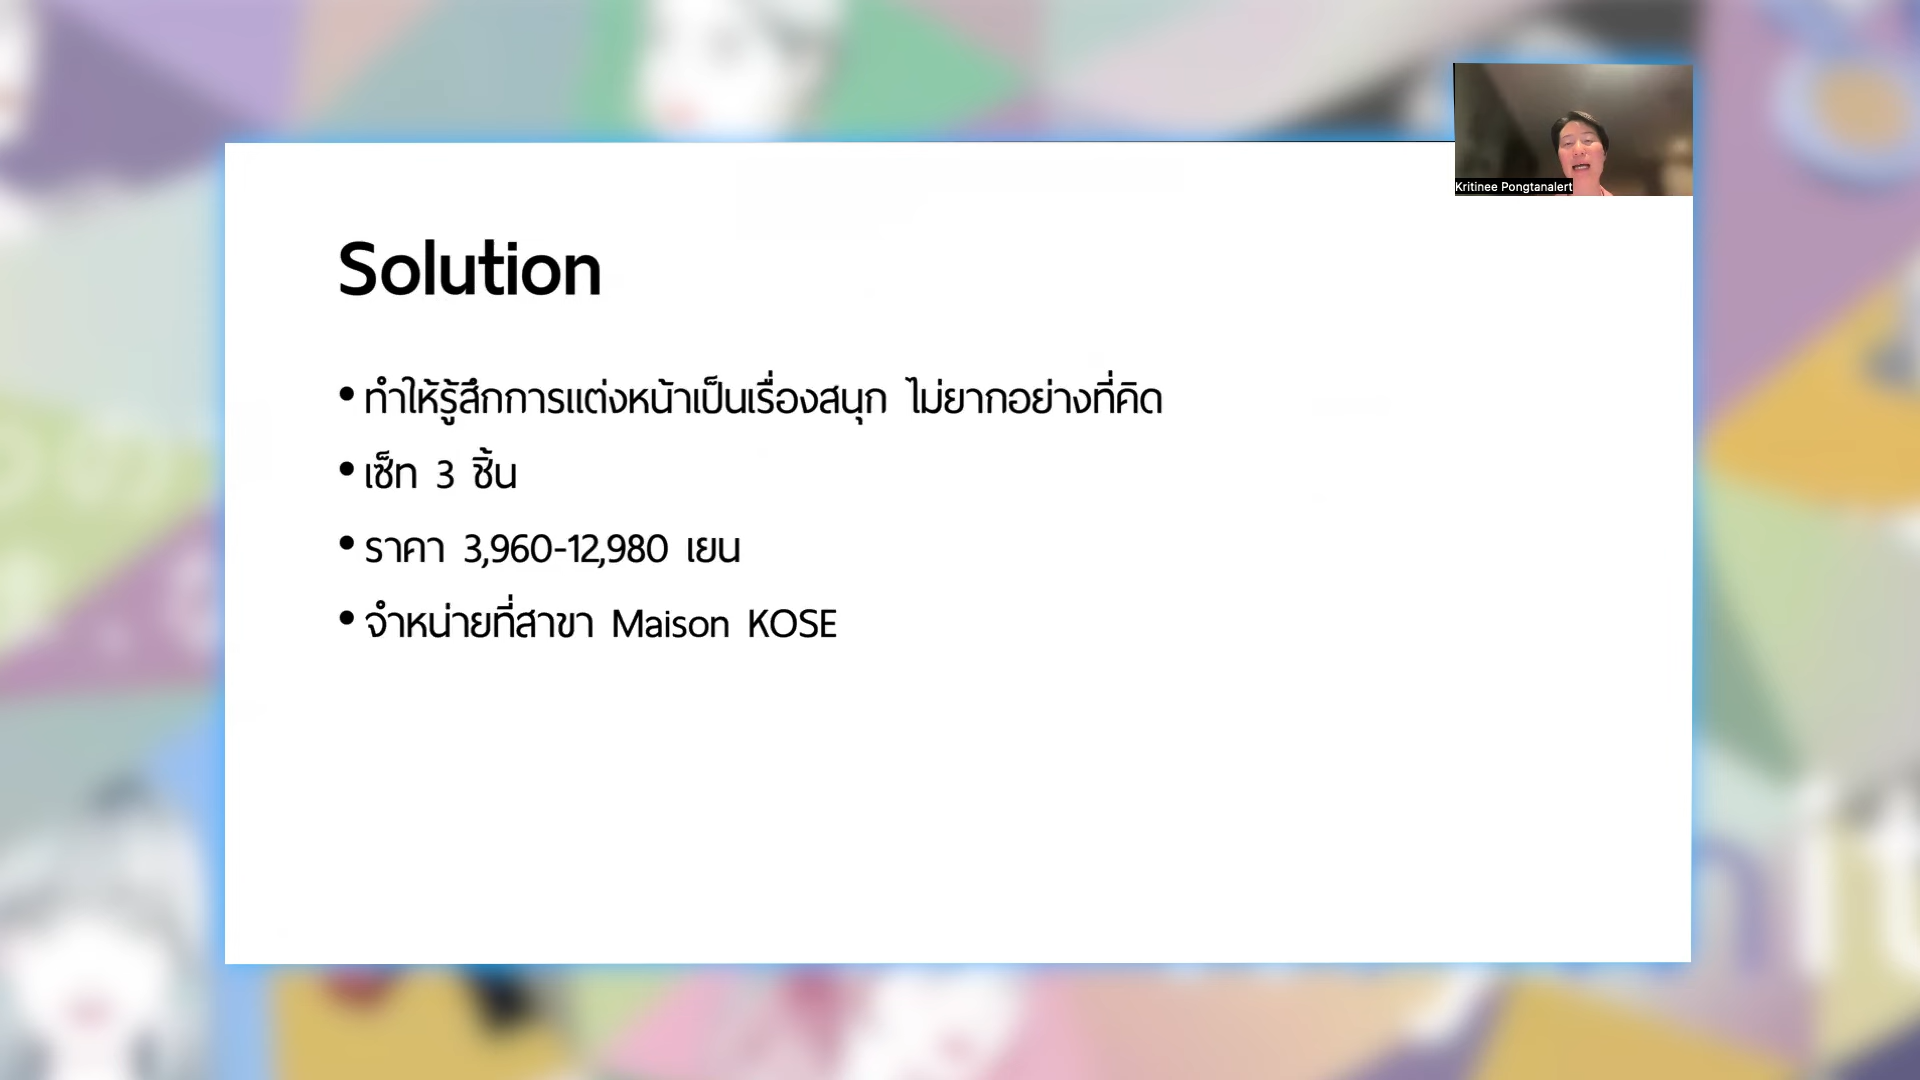 Kritinee Pongtanalert
Solution
• ทำให้รู้สึกการแต่งหน้าเป็นเรื่องสนุก ไม่ยากอย่างที่คิด
• เซ็ท 3 ชิ้น
• ราคา 3,960-12,980 เยน
• จำหน่ายที่สาขา Maison KOSE